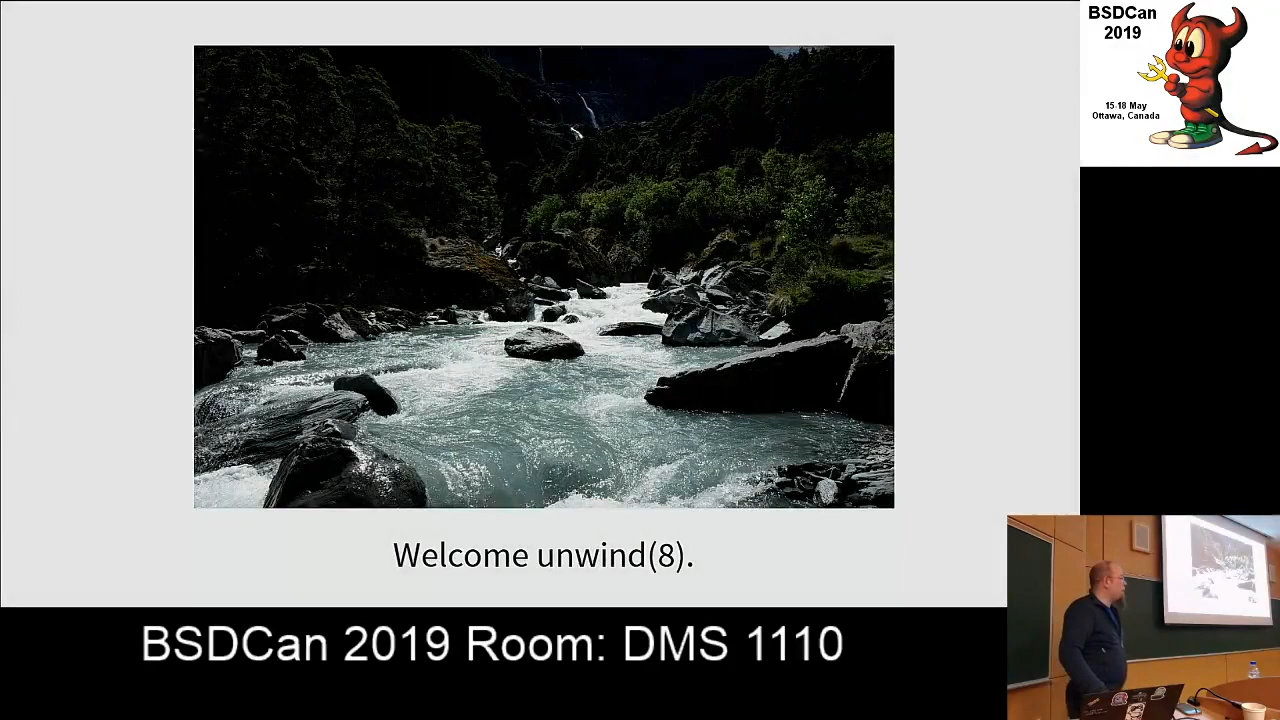 BSDCan
2019
15-18 May
Ottawa, Canada
Welcome unwind(8).
BSDCan 2019 Room: DMS 1110